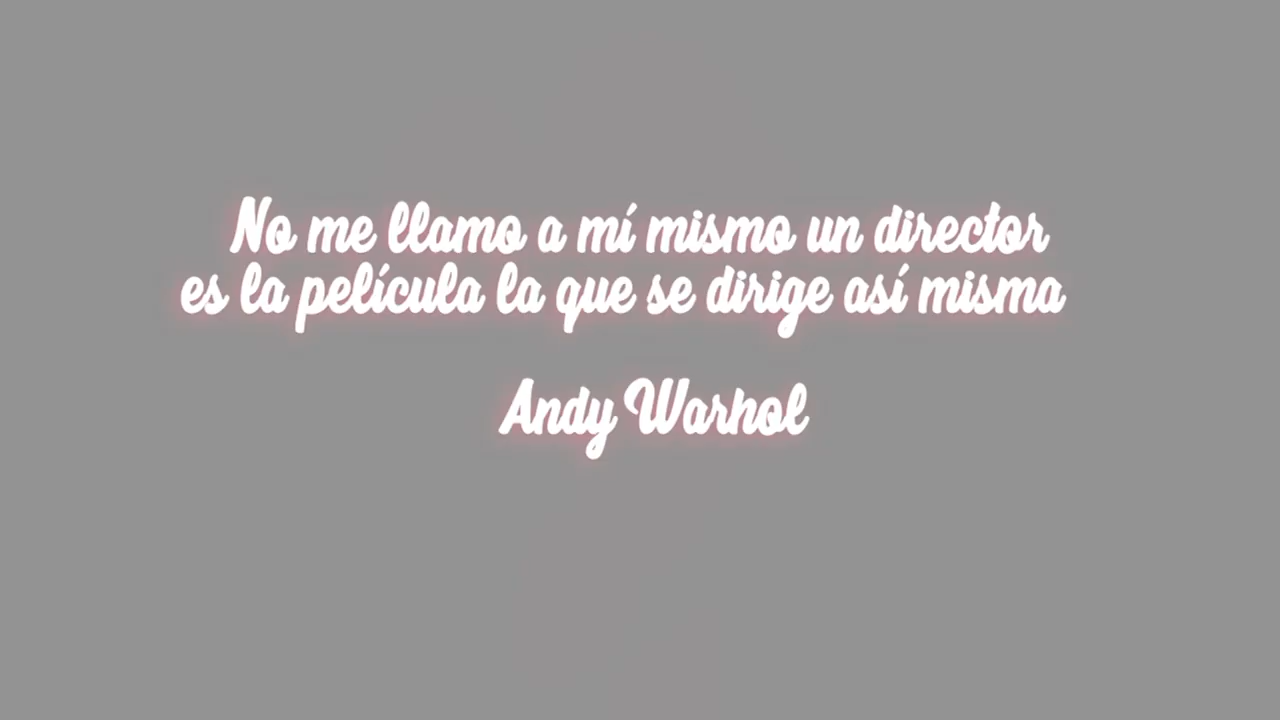 No me llamo a mí mismo un director
es la película la que se dirige así misma
Andy Warhol